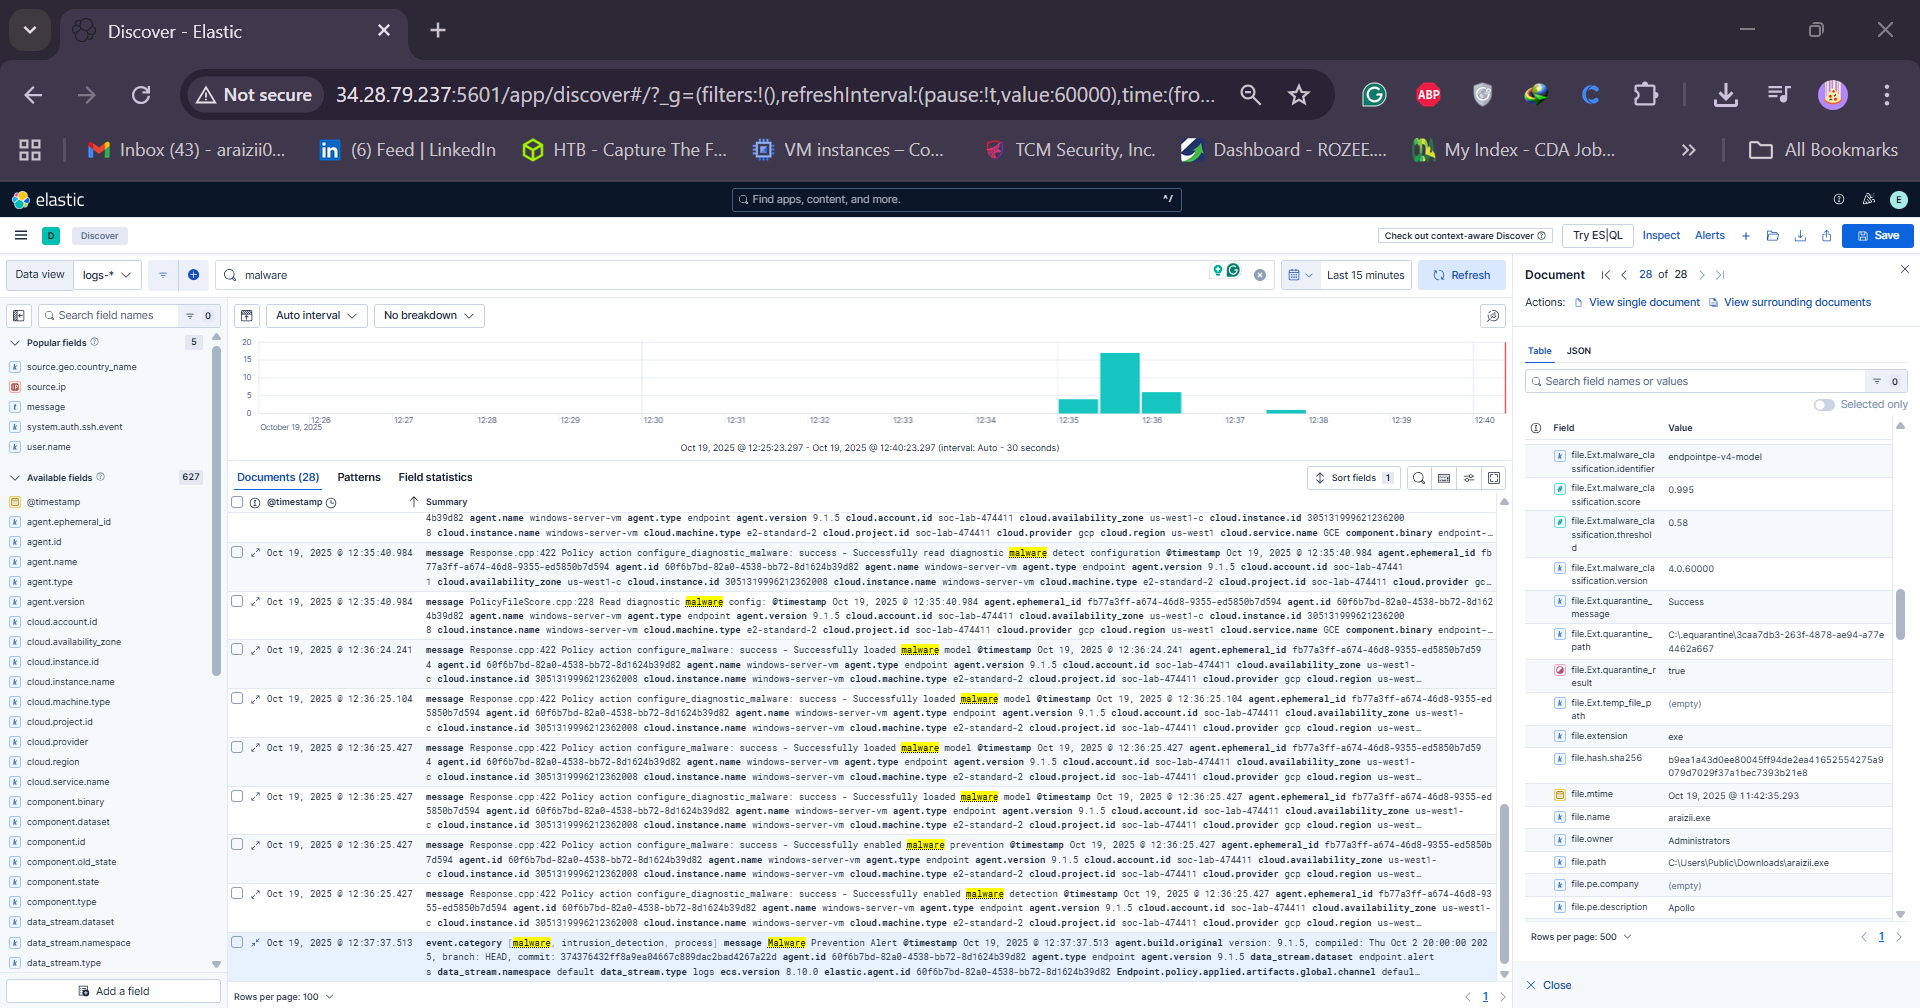 Discover - Elastic
Not secure 34.28.79.237:5601/app/discover#/?_g=(filters:!(),refreshInterval:(pause:!t,value:60000),time:(fro...
ABP
Inbox (43) - araizii0... (6) Feed | LinkedIn HTB - Capture The F... VM instances – Co... TCM Security, Inc. Dashboard - ROZEE.... My Index - CDA Job... » All Bookmarks
elastic Find apps, content, and more. ^/ E
D Discover Check out context-aware Discover Try ES|QL Inspect Alerts Save
Data view logs-* malware Last 15 minutes Refresh
Search field names 0
Popular fields 5
source.geo.country_name
source.ip
message
system.auth.ssh.event
user.name
Available fields 627
@timestamp
agent.ephemeral_id
agent.id
agent.name
agent.type
agent.version
cloud.account.id
cloud.availability_zone
cloud.instance.id
cloud.instance.name
cloud.machine.type
cloud.project.id
cloud.provider
cloud.region
cloud.service.name
component.binary
component.dataset
component.id
component.old_state
component.state
component.type
data_stream.dataset
data_stream.namespace
data_stream.type
Add a field
Auto interval No breakdown
20
15
10
5
0
12:26 12:27 12:28 12:29 12:30 12:31 12:32 12:33 12:34 12:35 12:36 12:37 12:38 12:39 12:40
October 19, 2025
Oct 19, 2025 @ 12:25:23.297 - Oct 19, 2025 @ 12:40:23.297 (interval: Auto - 30 seconds)
Documents (28) Patterns Field statistics Sort fields 1
@timestamp Summary
4b39d82 agent.name windows-server-vm agent.type endpoint agent.version 9.1.5 cloud.account.id soc-lab-474411 cloud.availability_zone us-west1-c cloud.instance.id 305131999621236200
8 cloud.instance.name windows-server-vm cloud.machine.type e2-standard-2 cloud.project.id soc-lab-474411 cloud.provider gcp cloud.region us-west1 cloud.service.name GCE component.binary endpoint-…
Oct 19, 2025 @ 12:35:40.984 message Response.cpp:422 Policy action configure_diagnostic_malware: success - Successfully read diagnostic malware detect configuration @timestamp Oct 19, 2025 @ 12:35:40.984 agent.ephemeral_id fb
77a3ff-a674-46d8-9355-ed5850b7d594 agent.id 60f6b7bd-82a0-4538-bb72-8d1624b39d82 agent.name windows-server-vm agent.type endpoint agent.version 9.1.5 cloud.account.id soc-lab-47441
1 cloud.availability_zone us-west1-c cloud.instance.id 3051319996212362008 cloud.instance.name windows-server-vm cloud.machine.type e2-standard-2 cloud.project.id soc-lab-474411 cloud.provider gc…
Oct 19, 2025 @ 12:35:40.984 message PolicyFileScore.cpp:228 Read diagnostic malware config: @timestamp Oct 19, 2025 @ 12:35:40.984 agent.ephemeral_id fb77a3ff-a674-46d8-9355-ed5850b7d594 agent.id 60f6b7bd-82a0-4538-bb72-8d162
4b39d82 agent.name windows-server-vm agent.type endpoint agent.version 9.1.5 cloud.account.id soc-lab-474411 cloud.availability_zone us-west1-c cloud.instance.id 305131999621236200
8 cloud.instance.name windows-server-vm cloud.machine.type e2-standard-2 cloud.project.id soc-lab-474411 cloud.provider gcp cloud.region us-west1 cloud.service.name GCE component.binary endpoint-…
Oct 19, 2025 @ 12:36:24.241 message Response.cpp:422 Policy action configure_malware: success - Successfully loaded malware model @timestamp Oct 19, 2025 @ 12:36:24.241 agent.ephemeral_id fb77a3ff-a674-46d8-9355-ed5850b7d59
4 agent.id 60f6b7bd-82a0-4538-bb72-8d1624b39d82 agent.name windows-server-vm agent.type endpoint agent.version 9.1.5 cloud.account.id soc-lab-474411 cloud.availability_zone us-west1-
c cloud.instance.id 3051319996212362008 cloud.instance.name windows-server-vm cloud.machine.type e2-standard-2 cloud.project.id soc-lab-474411 cloud.provider gcp cloud.region us-west…
Oct 19, 2025 @ 12:36:25.104 message Response.cpp:422 Policy action configure_diagnostic_malware: success - Successfully loaded malware model @timestamp Oct 19, 2025 @ 12:36:25.104 agent.ephemeral_id fb77a3ff-a674-46d8-9355-ed
5850b7d594 agent.id 60f6b7bd-82a0-4538-bb72-8d1624b39d82 agent.name windows-server-vm agent.type endpoint agent.version 9.1.5 cloud.account.id soc-lab-474411 cloud.availability_zone us-west1-
c cloud.instance.id 3051319996212362008 cloud.instance.name windows-server-vm cloud.machine.type e2-standard-2 cloud.project.id soc-lab-474411 cloud.provider gcp cloud.region us-west…
Oct 19, 2025 @ 12:36:25.427 message Response.cpp:422 Policy action configure_malware: success - Successfully loaded malware model @timestamp Oct 19, 2025 @ 12:36:25.427 agent.ephemeral_id fb77a3ff-a674-46d8-9355-ed5850b7d59
4 agent.id 60f6b7bd-82a0-4538-bb72-8d1624b39d82 agent.name windows-server-vm agent.type endpoint agent.version 9.1.5 cloud.account.id soc-lab-474411 cloud.availability_zone us-west1-
c cloud.instance.id 3051319996212362008 cloud.instance.name windows-server-vm cloud.machine.type e2-standard-2 cloud.project.id soc-lab-474411 cloud.provider gcp cloud.region us-west…
Oct 19, 2025 @ 12:36:25.427 message Response.cpp:422 Policy action configure_diagnostic_malware: success - Successfully loaded malware model @timestamp Oct 19, 2025 @ 12:36:25.427 agent.ephemeral_id fb77a3ff-a674-46d8-9355-ed
5850b7d594 agent.id 60f6b7bd-82a0-4538-bb72-8d1624b39d82 agent.name windows-server-vm agent.type endpoint agent.version 9.1.5 cloud.account.id soc-lab-474411 cloud.availability_zone us-west1-
c cloud.instance.id 3051319996212362008 cloud.instance.name windows-server-vm cloud.machine.type e2-standard-2 cloud.project.id soc-lab-474411 cloud.provider gcp cloud.region us-west…
Oct 19, 2025 @ 12:36:25.427 message Response.cpp:422 Policy action configure_malware: success - Successfully enabled malware prevention @timestamp Oct 19, 2025 @ 12:36:25.427 agent.ephemeral_id fb77a3ff-a674-46d8-9355-ed5850b
7d594 agent.id 60f6b7bd-82a0-4538-bb72-8d1624b39d82 agent.name windows-server-vm agent.type endpoint agent.version 9.1.5 cloud.account.id soc-lab-474411 cloud.availability_zone us-west1-
c cloud.instance.id 3051319996212362008 cloud.instance.name windows-server-vm cloud.machine.type e2-standard-2 cloud.project.id soc-lab-474411 cloud.provider gcp cloud.region us-west…
Oct 19, 2025 @ 12:36:25.427 message Response.cpp:422 Policy action configure_diagnostic_malware: success - Successfully enabled malware detection @timestamp Oct 19, 2025 @ 12:36:25.427 agent.ephemeral_id fb77a3ff-a674-46d8-93
55-ed5850b7d594 agent.id 60f6b7bd-82a0-4538-bb72-8d1624b39d82 agent.name windows-server-vm agent.type endpoint agent.version 9.1.5 cloud.account.id soc-lab-474411 cloud.availability_zone us-west1-
c cloud.instance.id 3051319996212362008 cloud.instance.name windows-server-vm cloud.machine.type e2-standard-2 cloud.project.id soc-lab-474411 cloud.provider gcp cloud.region us-west…
Oct 19, 2025 @ 12:37:37.513 event.category [malware, intrusion_detection, process] message Malware Prevention Alert @timestamp Oct 19, 2025 @ 12:37:37.513 agent.build.original version: 9.1.5, compiled: Thu Oct 2 20:00:00 202
5, branch: HEAD, commit: 374376432ff8a9ea04667c889dac2bad4267a22d agent.id 60f6b7bd-82a0-4538-bb72-8d1624b39d82 agent.type endpoint agent.version 9.1.5 data_stream.dataset endpoint.alert
s data_stream.namespace default data_stream.type logs ecs.version 8.10.0 elastic.agent.id 60f6b7bd-82a0-4538-bb72-8d1624b39d82 Endpoint.policy.applied.artifacts.global.channel defaul…
Rows per page: 100 1
Document 28 of 28
Actions: View single document View surrounding documents
Table JSON
Search field names or values 0
Selected only
Field Value
file.Ext.malware_cla
ssification.identifier endpointpe-v4-model
file.Ext.malware_cla
ssification.score 0.995
file.Ext.malware_cla
ssification.threshol
d 0.58
file.Ext.malware_cla
ssification.version 4.0.60000
file.Ext.quarantine_
message Success
file.Ext.quarantine_
path C:\.equarantine\3caa7db3-263f-4878-ae94-a77e
4462a667
file.Ext.quarantine_r
esult true
file.Ext.temp_file_p
ath (empty)
file.extension exe
file.hash.sha256 b9ea1a43d0ee80045ff94de2ea41652554275a9
079d7029f37a1bec7393b21e8
file.mtime Oct 19, 2025 @ 11:42:35.293
file.name araizii.exe
file.owner Administrators
file.path C:\Users\Public\Downloads\araizii.exe
file.pe.company (empty)
file.pe.description Apollo
Rows per page: 500 1
Close